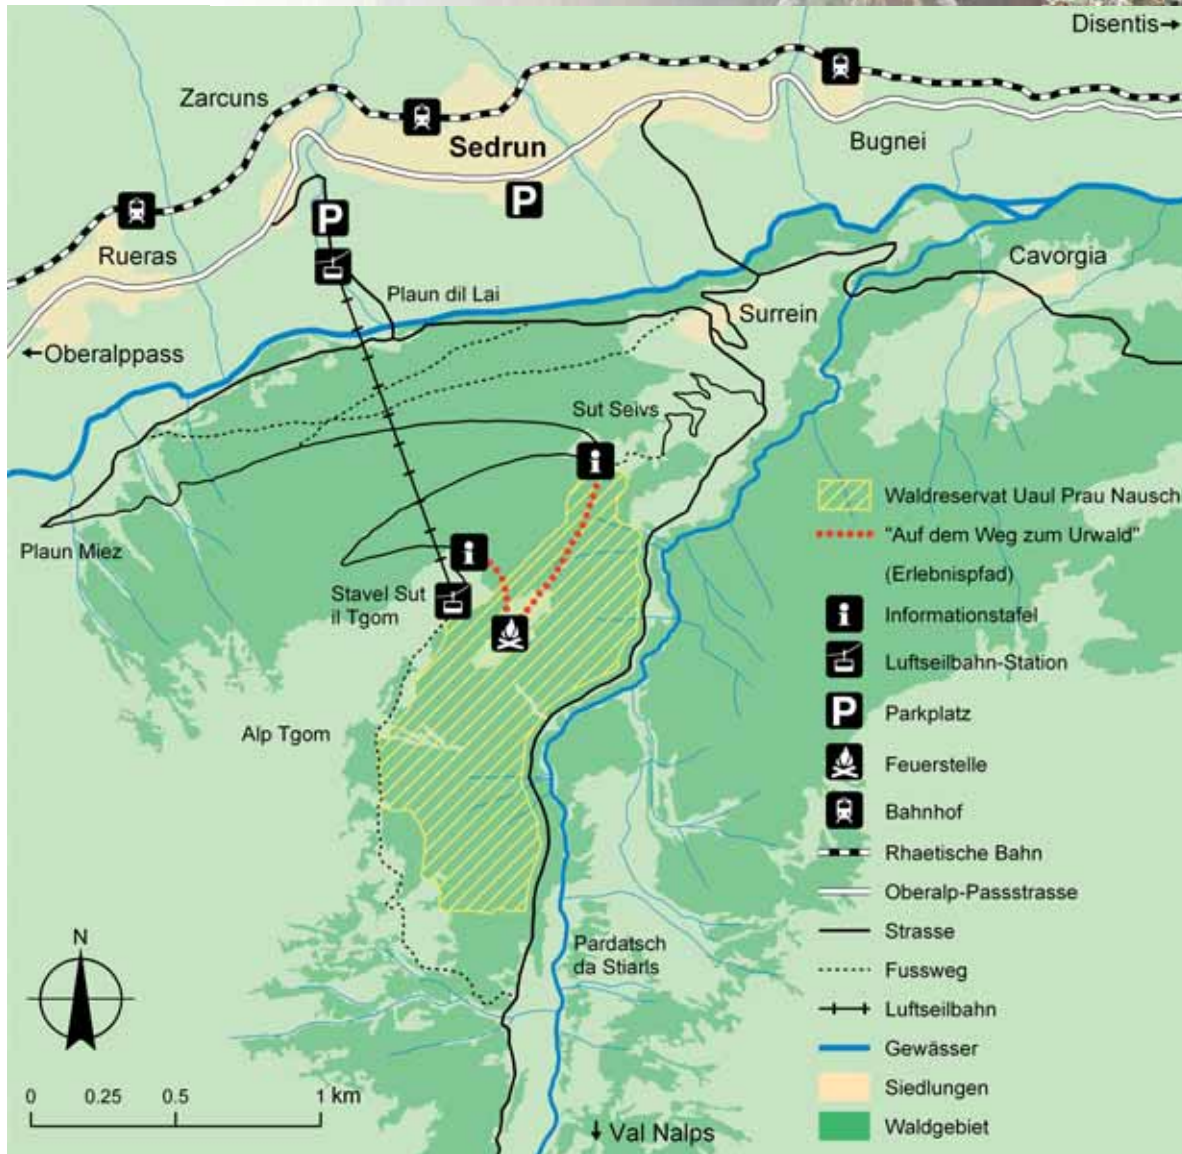 Disentis→
Zarcuns
Sedrun
Bugnei
P
P
Rueras
Cavorgia
Plaun dil Lai
Surrein
←Oberalppass
Sut Seivs
i
Waldreservat Uaul Prau Nausch
"Auf dem Weg zum Urwald"
(Erlebnispfad)
Plaun Miez
i
Stavel Sut
il Tgom
i Informationstafel
Luftseilbahn-Station
P Parkplatz
Alp Tgom
Feuerstelle
Bahnhof
Rhaetische Bahn
Oberalp-Passstrasse
Strasse
Fussweg
Luftseilbahn
Gewässer
Siedlungen
Waldgebiet
Pardatsch
da Stiarls
N
0 0.25 0.5 1 km
↓ Val Nalps